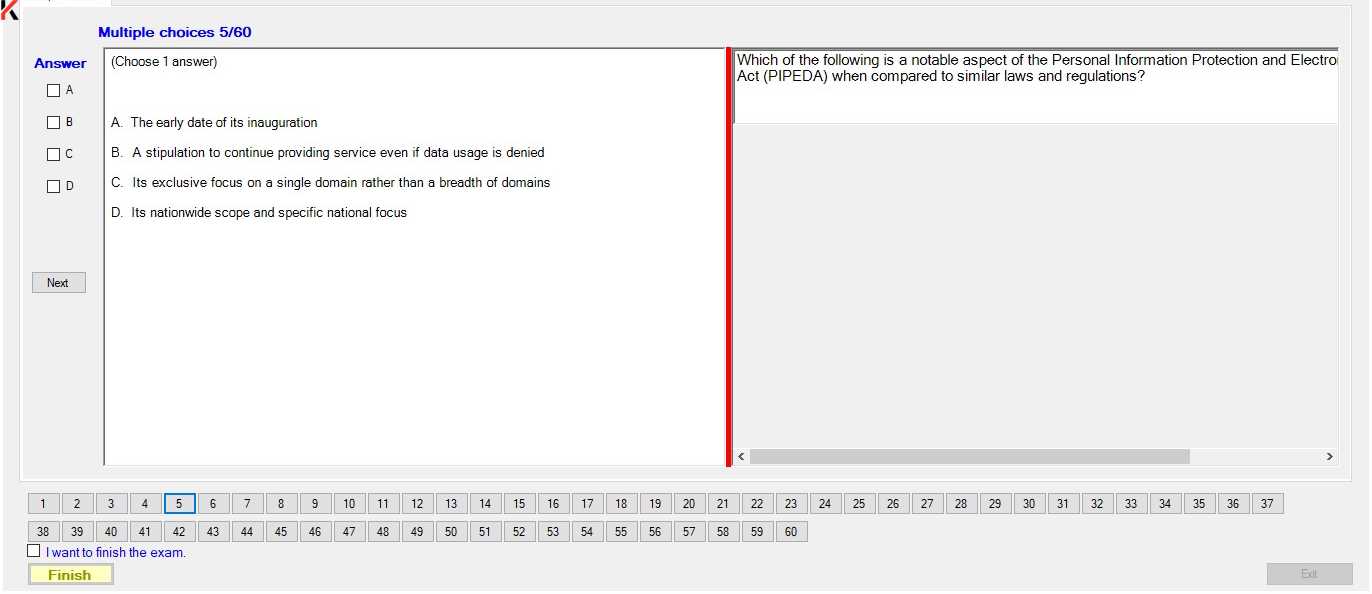 Multiple choices 5/60
Answer
(Choose 1 answer)
A
B
C
D
A. The early date of its inauguration
B. A stipulation to continue providing service even if data usage is denied
C. Its exclusive focus on a single domain rather than a breadth of domains
D. Its nationwide scope and specific national focus
Next
Which of the following is a notable aspect of the Personal Information Protection and
Act (PIPEDA) when compared to similar laws and regulations?
1 2 3 4 5 6 7 8 9 10 11 12 13 14 15 16 17 18 19 20 21 22 23 24 25 26 27 28 29 30 31 32 33 34 35 36 37
38 39 40 41 42 43 44 45 46 47 48 49 50 51 52 53 54 55 56 57 58 59 60
I want to finish the exam.
Finish
Exit